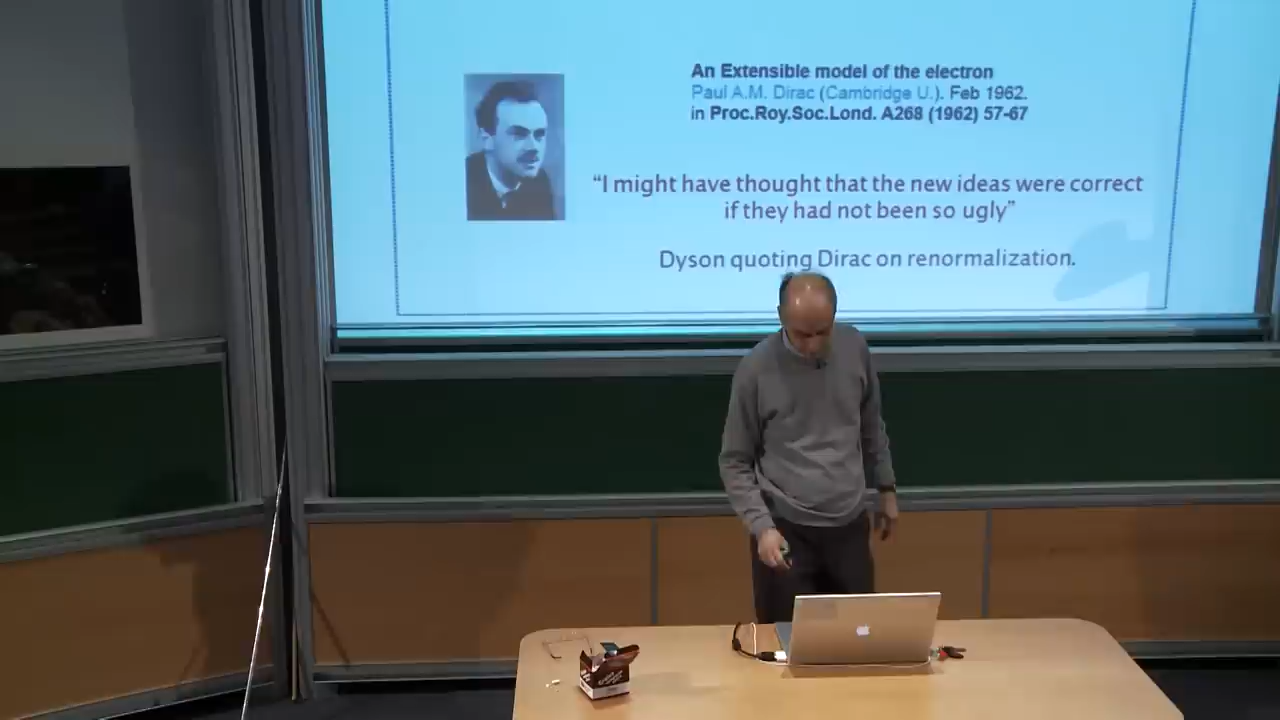 An Extensible model of the electron
Paul A.M. Dirac (Cambridge U.). Feb 1962.
in Proc.Roy.Soc.Lond. A268 (1962) 57-67
“I might have thought that the new ideas were correct
if they had not been so ugly”
Dyson quoting Dirac on renormalization.